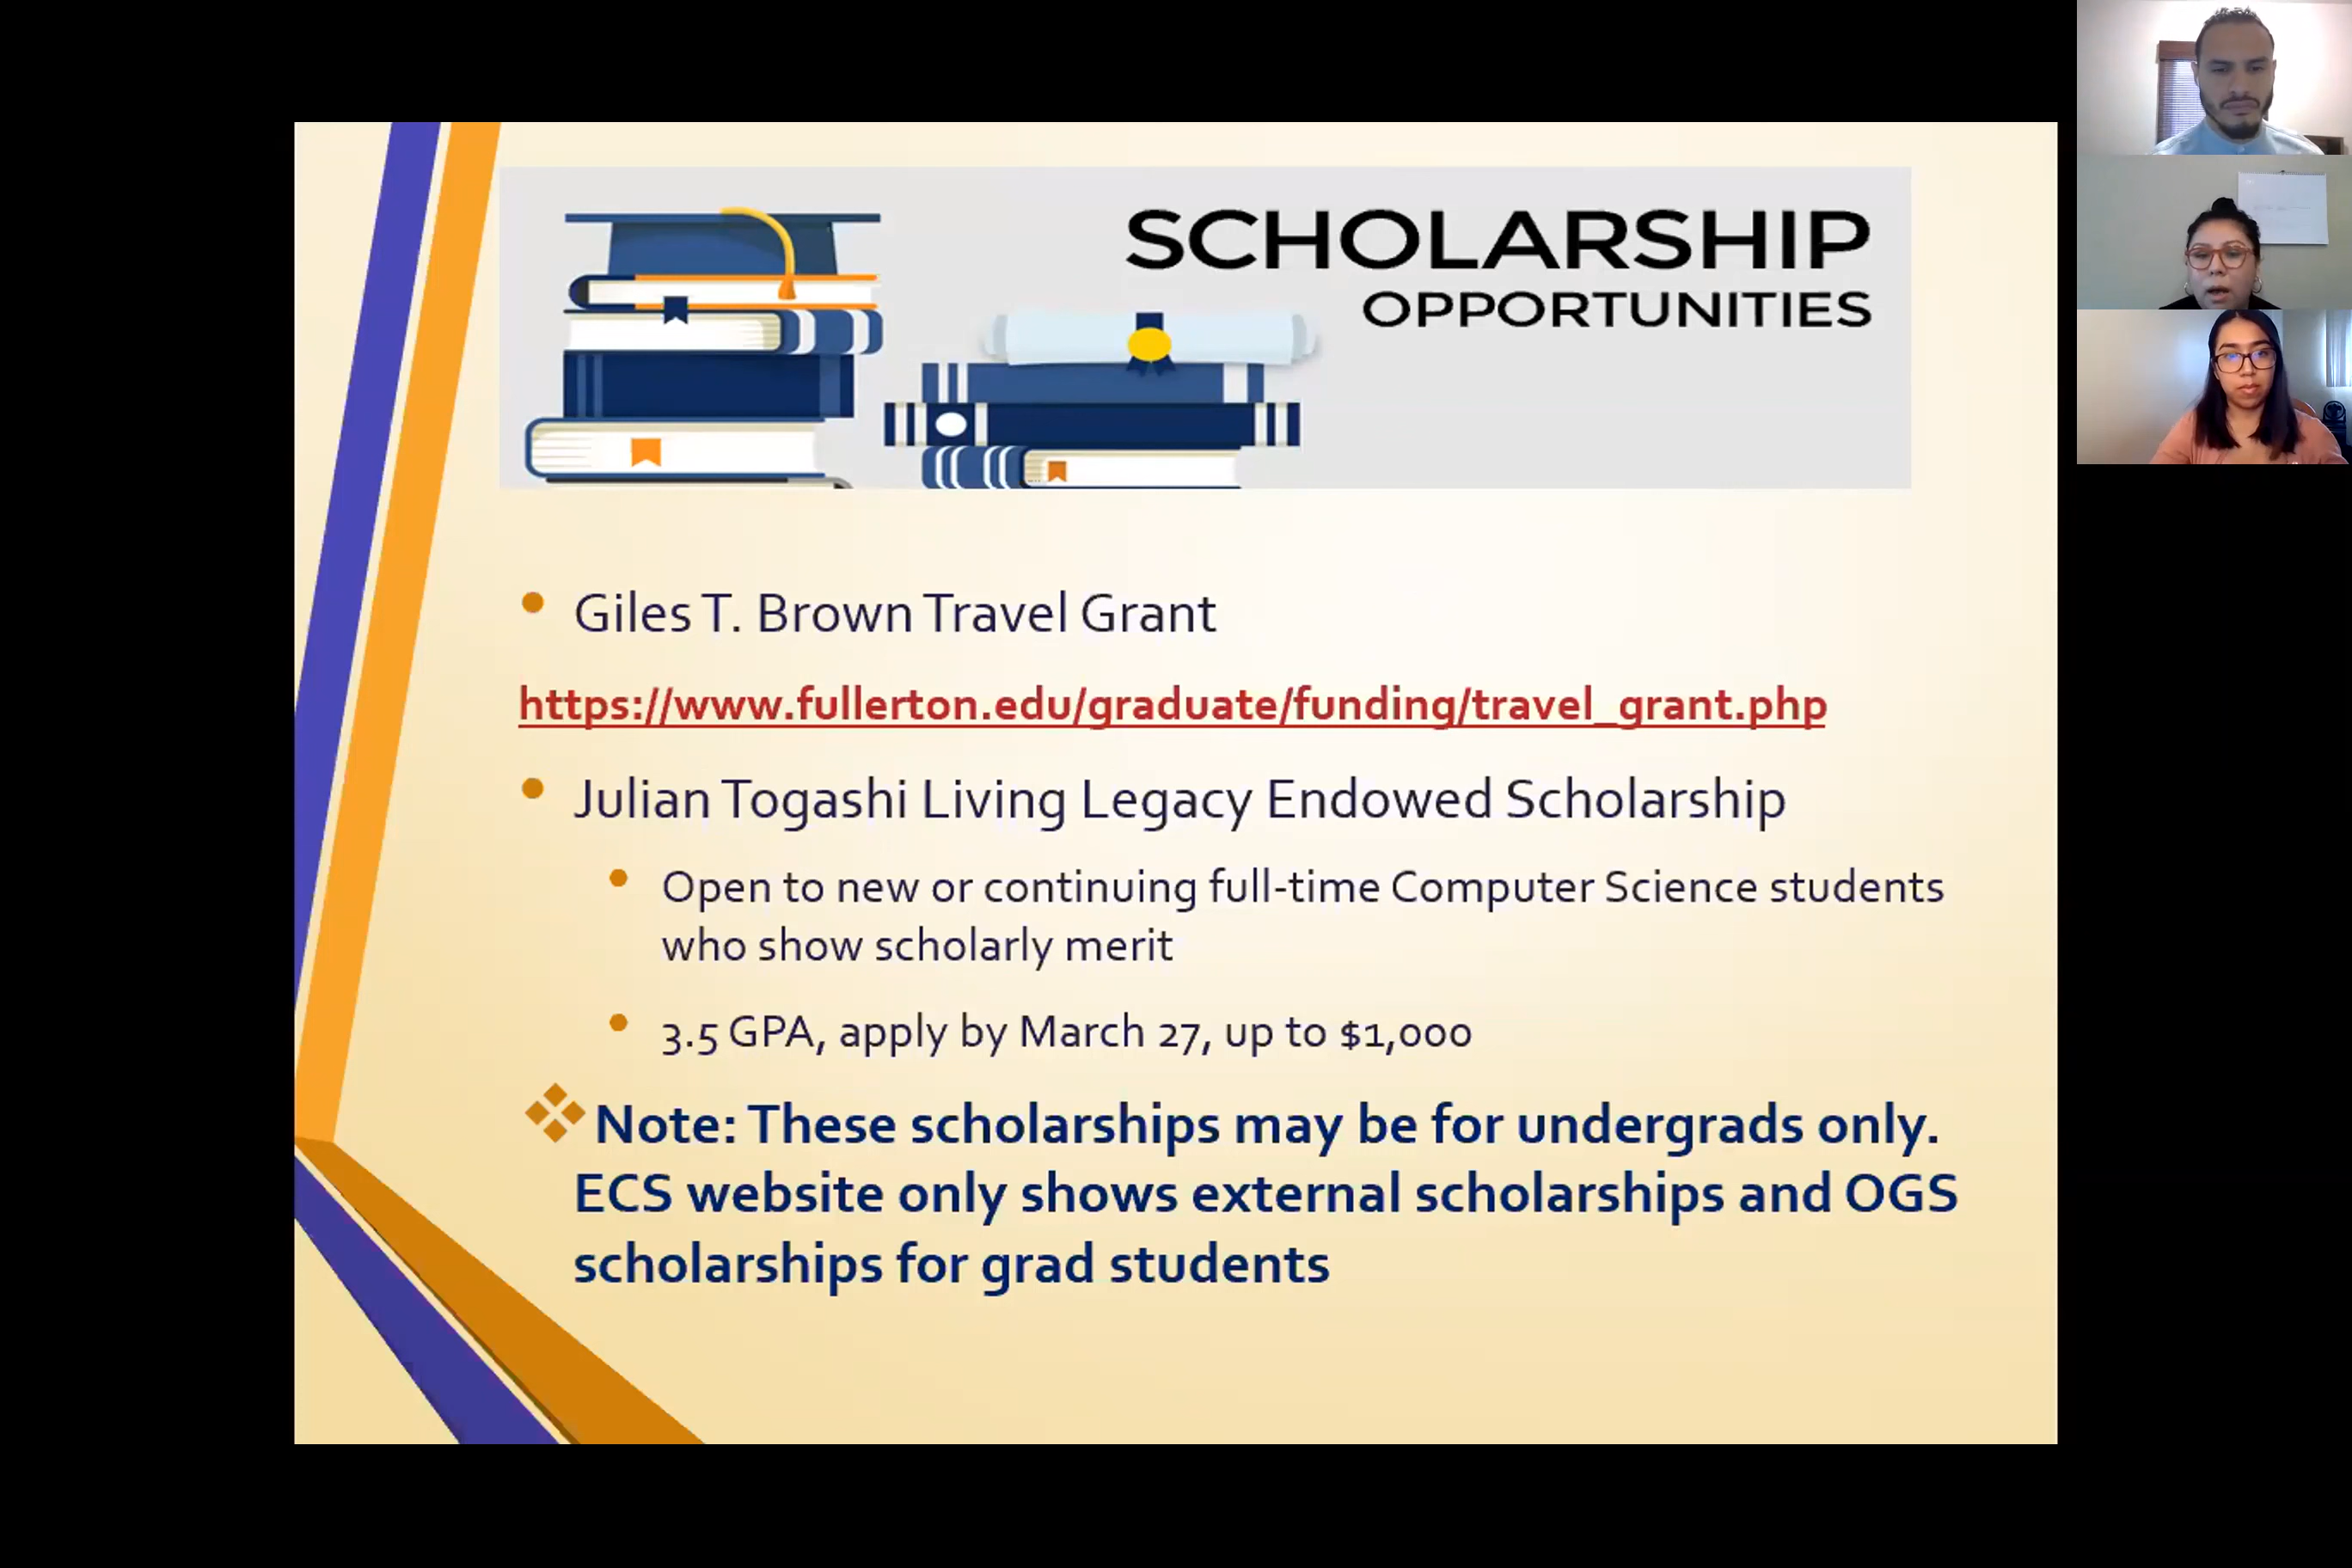 SCHOLARSHIP
OPPORTUNITIES
Giles T. Brown Travel Grant
https://www.fullerton.edu/graduate/funding/travel_grant.php
Julian Togashi Living Legacy Endowed Scholarship
Open to new or continuing full-time Computer Science students
who show scholarly merit
3.5 GPA, apply by March 27, up to $1,000
Note: These scholarships may be for undergrads only.
ECS website only shows external scholarships and OGS
scholarships for grad students